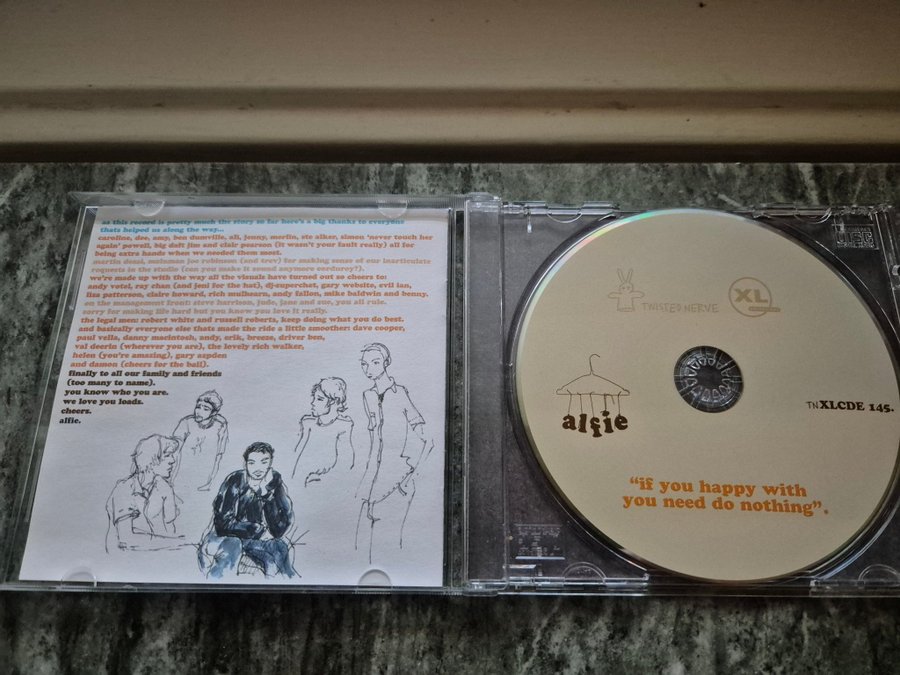 as this record is pretty much the story so far here's a big thanks to everyone
thats helped us along the way...
caroline, dee, amy, ben dumville, ali, jenny, merlin, ste alker, simon 'never touch her
again' powell, big daft jim and clair pearson (it wasn't your fault really) all for
being extra hands when we needed them most.
martin desai, melsman joe robinson (and trev) for making sense of our inarticulate
requests in the studio (can you make it sound anymore corduroy?).
we're made up with the way all the visuals have turned out so cheers to:
andy votel, ray chan (and jeni for the hat), dj-superchet, gary website, evil ian,
lisa patterson, claire howard, rich mulhearn, andy fallon, mike baldwin and benny.
on the management front: steve harrison, jude, jane and sue, you all rule.
sorry for making life hard but you know you love it really.
the legal men: robert white and russell roberts, keep doing what you do best.
and basically everyone else thats made the ride a little smoother: dave cooper,
paul vella, danny macintosh, andy, erik, breeze, driver ben,
val deerin (wherever you are), the lovely rich walker,
helen (you're amazing), gary aspden
and damon (cheers for the ball).
finally to all our family and friends
(too many to name).
you know who you are.
we love you loads.
cheers.
alfie.
TWISTED NERVE
XL
alfie
TNXLCDE 145.
"if you happy with
you need do nothing".